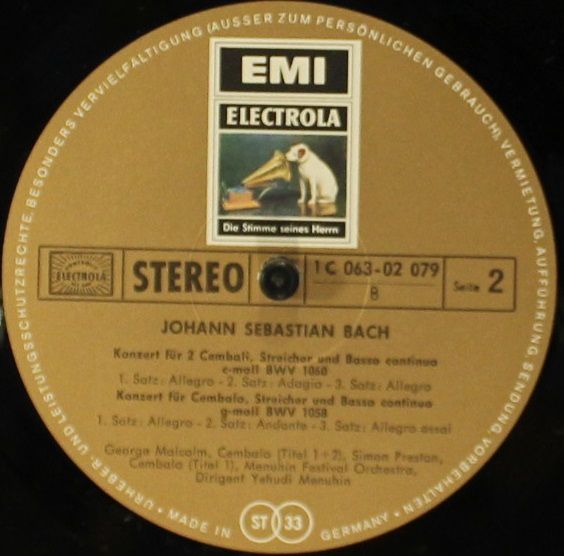 URHEBER- UND LEISTUNGSSCHUTZRECHTE, BESONDERS VERVIELFÄLTIGUNG (AUSSER ZUM PERSÖNLICHEN GEBRAUCH), VERMIETUNG, AUFFÜHRUNG, SENDUNG, VORBEHALTEN · MADE IN GERMANY ·
EMI
ELECTROLA
Die Stimme seines Herrn
ELECTROLA
STEREO
1 C 063-02 079
B
Seite 2
JOHANN SEBASTIAN BACH
Konzert für 2 Cembali, Streicher und Basso continuo
c-moll BWV 1060
1. Satz: Allegro - 2. Satz: Adagio - 3. Satz: Allegro
Konzert für Cembalo, Streicher und Basso continuo
g-moll BWV 1058
1. Satz: Allegro - 2. Satz: Andante - 3. Satz: Allegro assai
George Malcolm, Cembalo (Titel 1+2), Simon Preston,
Cembalo (Titel 1), Menuhin Festival Orchestra,
Dirigent Yehudi Menuhin
ST 33